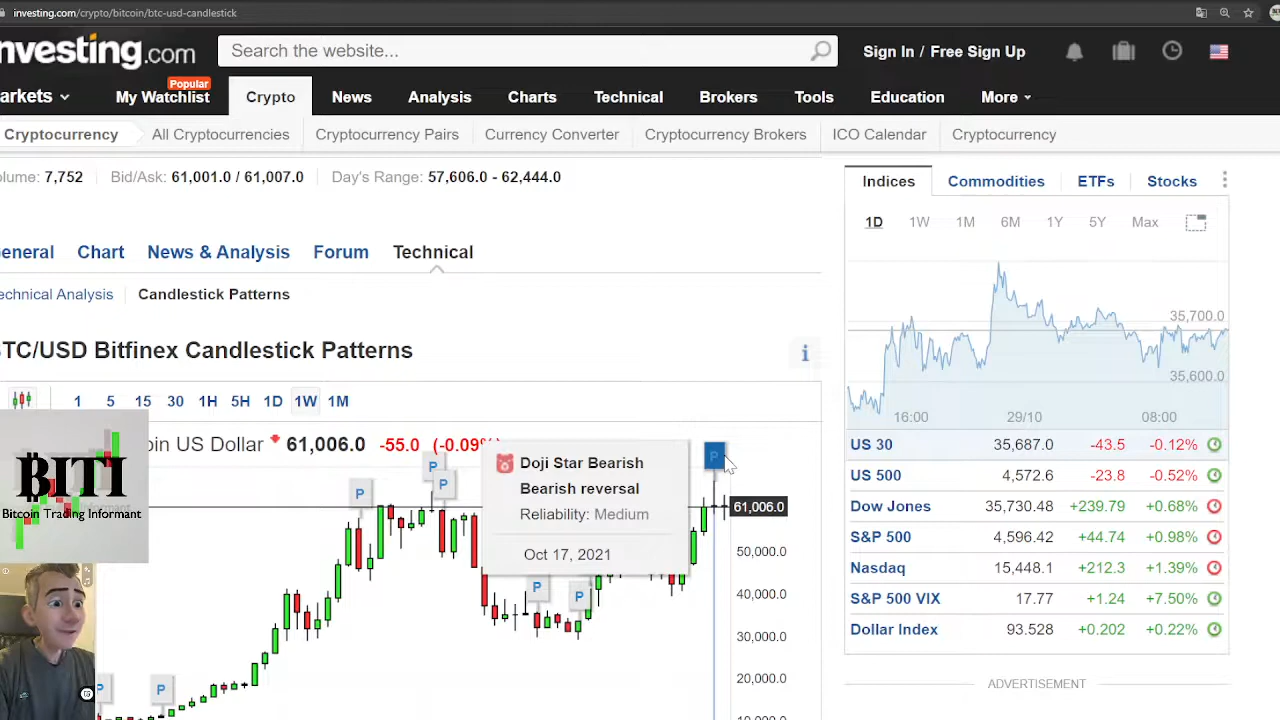 investing.com/crypto/bitcoin/btc-usd-candlestick
nvesting.com
Search the website...
Sign In / Free Sign Up
Popular
arkets
My Watchlist
Crypto
News
Analysis
Charts
Technical
Brokers
Tools
Education
More
Cryptocurrency
All Cryptocurrencies
Cryptocurrency Pairs
Currency Converter
Cryptocurrency Brokers
ICO Calendar
Cryptocurrency
olume: 7,752
Bid/Ask: 61,001.0 / 61,007.0
Day's Range: 57,606.0 - 62,444.0
eneral
Chart
News & Analysis
Forum
Technical
echnical Analysis
Candlestick Patterns
TC/USD Bitfinex Candlestick Patterns
i
1 5 15 30 1H 5H 1D 1W 1M
oin US Dollar 61,006.0 -55.0 (-0.09%)
Doji Star Bearish
Bearish reversal
Reliability: Medium
Oct 17, 2021
P
P
P
P
P
P
P
P
61,006.0
50,000.0
40,000.0
30,000.0
20,000.0
10,000.0
BITI
Bitcoin Trading Informant
Indices
Commodities
ETFs
Stocks
1D 1W 1M 6M 1Y 5Y Max
35,700.0
35,600.0
16:00 29/10 08:00
US 30 35,687.0 -43.5 -0.12%
US 500 4,572.6 -23.8 -0.52%
Dow Jones 35,730.48 +239.79 +0.68%
S&P 500 4,596.42 +44.74 +0.98%
Nasdaq 15,448.1 +212.3 +1.39%
S&P 500 VIX 17.77 +1.24 +7.50%
Dollar Index 93.528 +0.202 +0.22%
ADVERTISEMENT